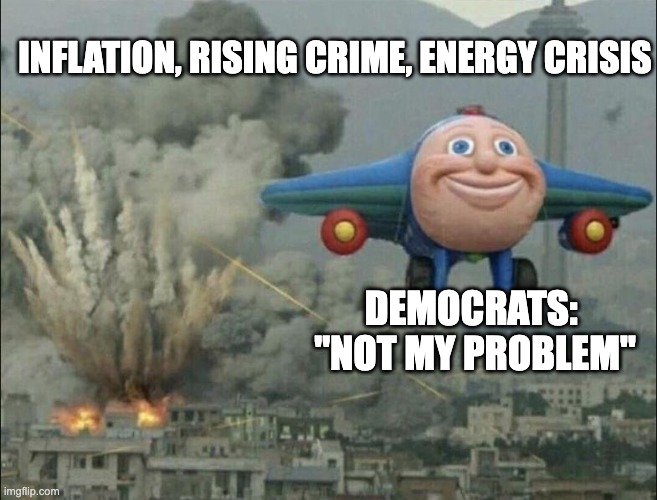 INFLATION, RISING CRIME, ENERGY CRISIS
DEMOCRATS:
"NOT MY PROBLEM"
imgflip.com